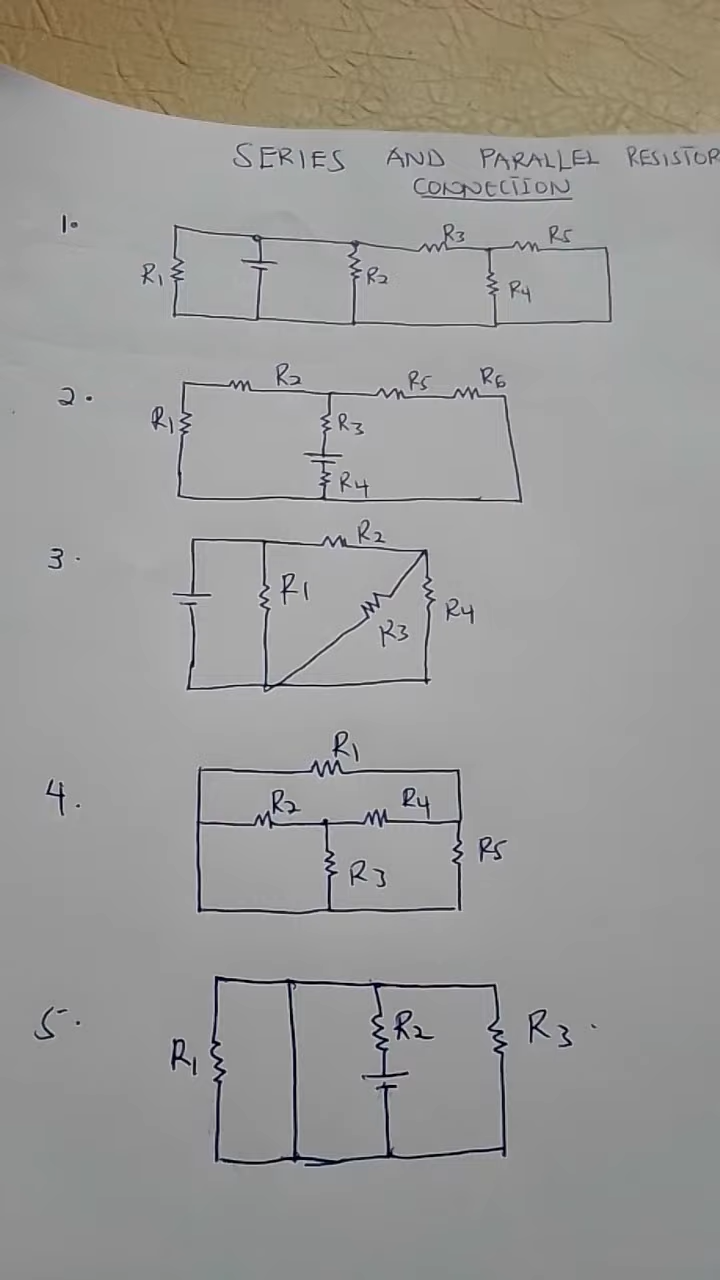 SERIES AND PARALLEL RESISTOR
CONNECTION
1.
R1
R2
R3
R4
R5
2.
R1
R2
R3
R4
R5
R6
3.
R1
R2
R3
R4
4.
R1
R2
R4
R3
R5
5.
R1
R2
R3.